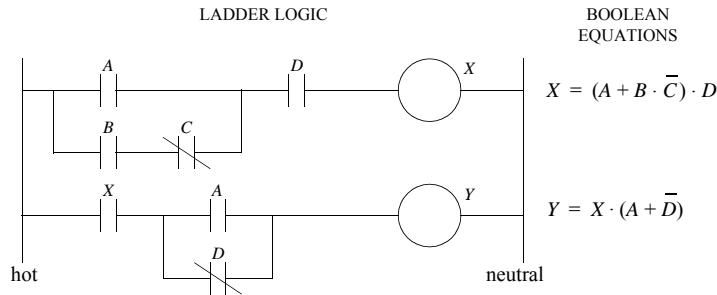 LADDER LOGIC
BOOLEAN
EQUATIONS
A
D
X
X = (A + B · C̅) · D
B
C
X
A
Y
Y = X · (A + D̅)
D
hot
neutral